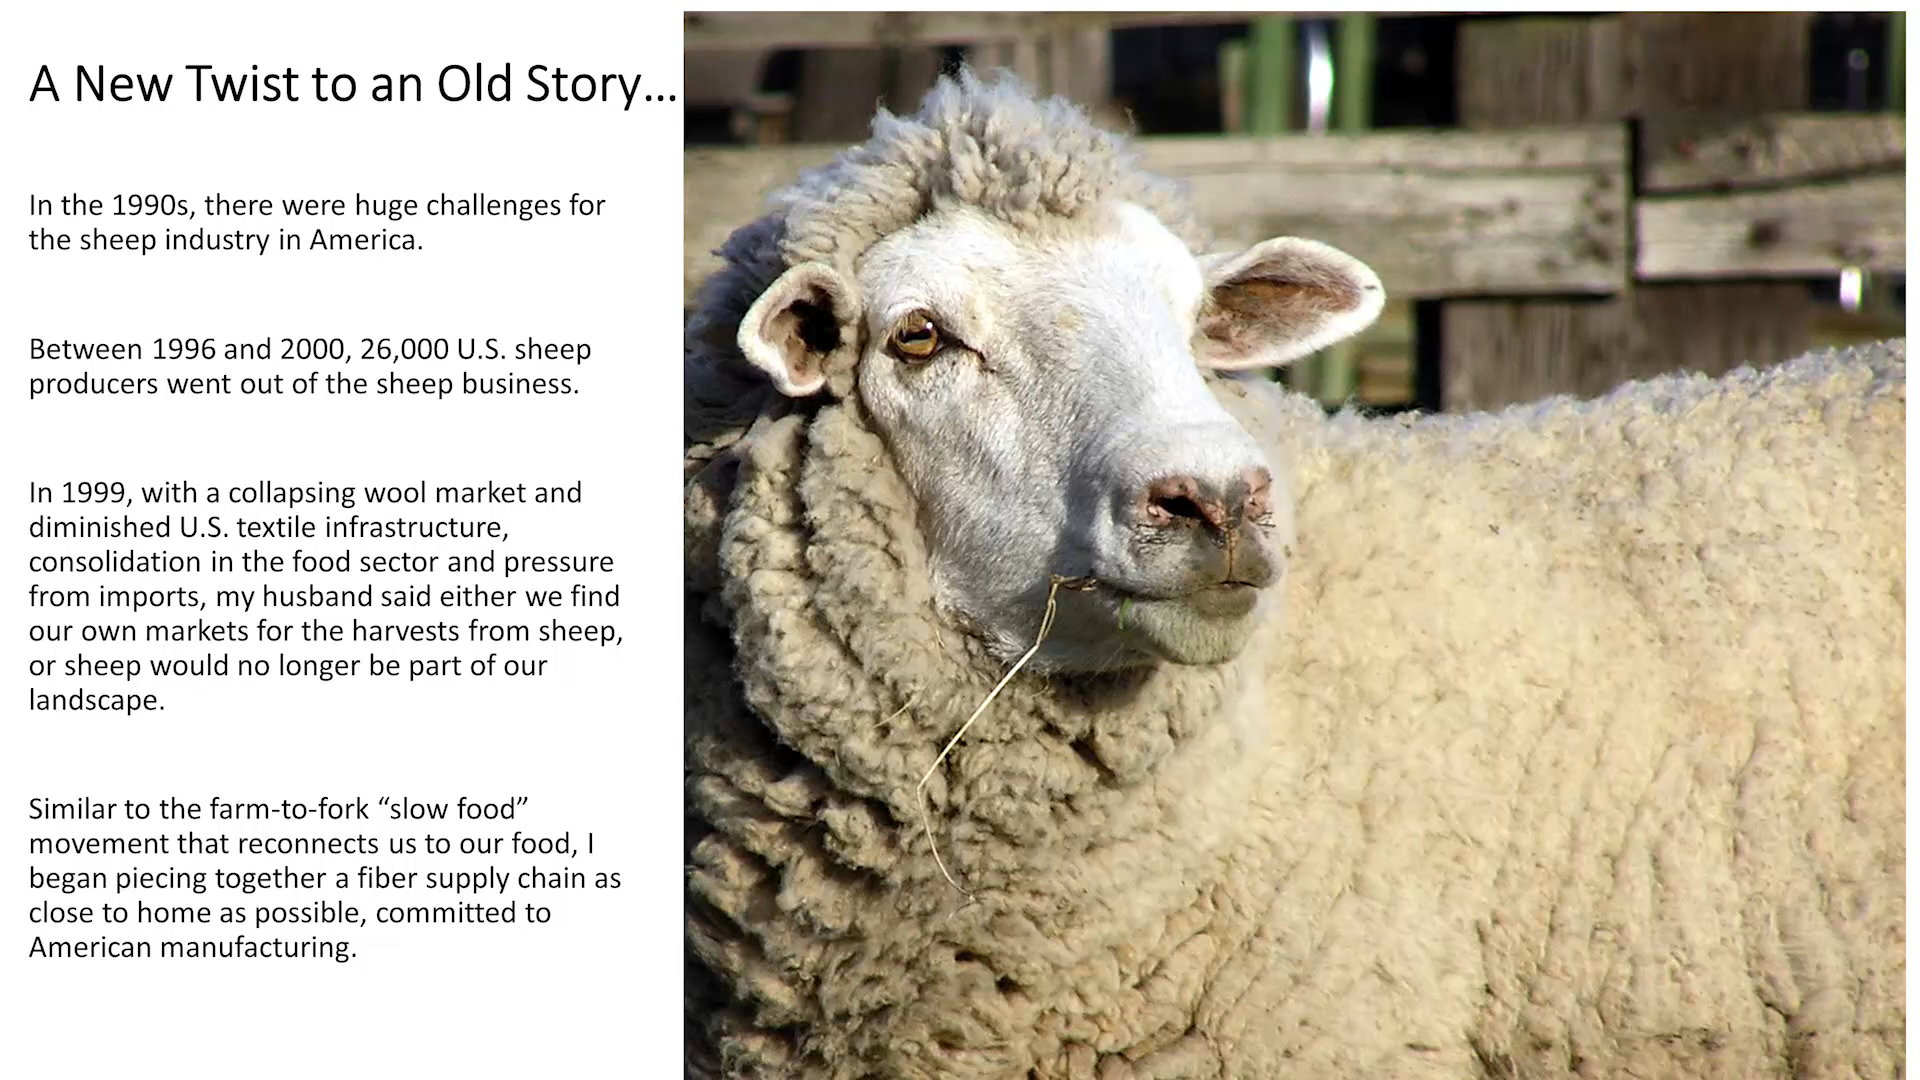 A New Twist to an Old Story…
In the 1990s, there were huge challenges for
the sheep industry in America.
Between 1996 and 2000, 26,000 U.S. sheep
producers went out of the sheep business.
In 1999, with a collapsing wool market and
diminished U.S. textile infrastructure,
consolidation in the food sector and pressure
from imports, my husband said either we find
our own markets for the harvests from sheep,
or sheep would no longer be part of our
landscape.
Similar to the farm-to-fork “slow food”
movement that reconnects us to our food, I
began piecing together a fiber supply chain as
close to home as possible, committed to
American manufacturing.